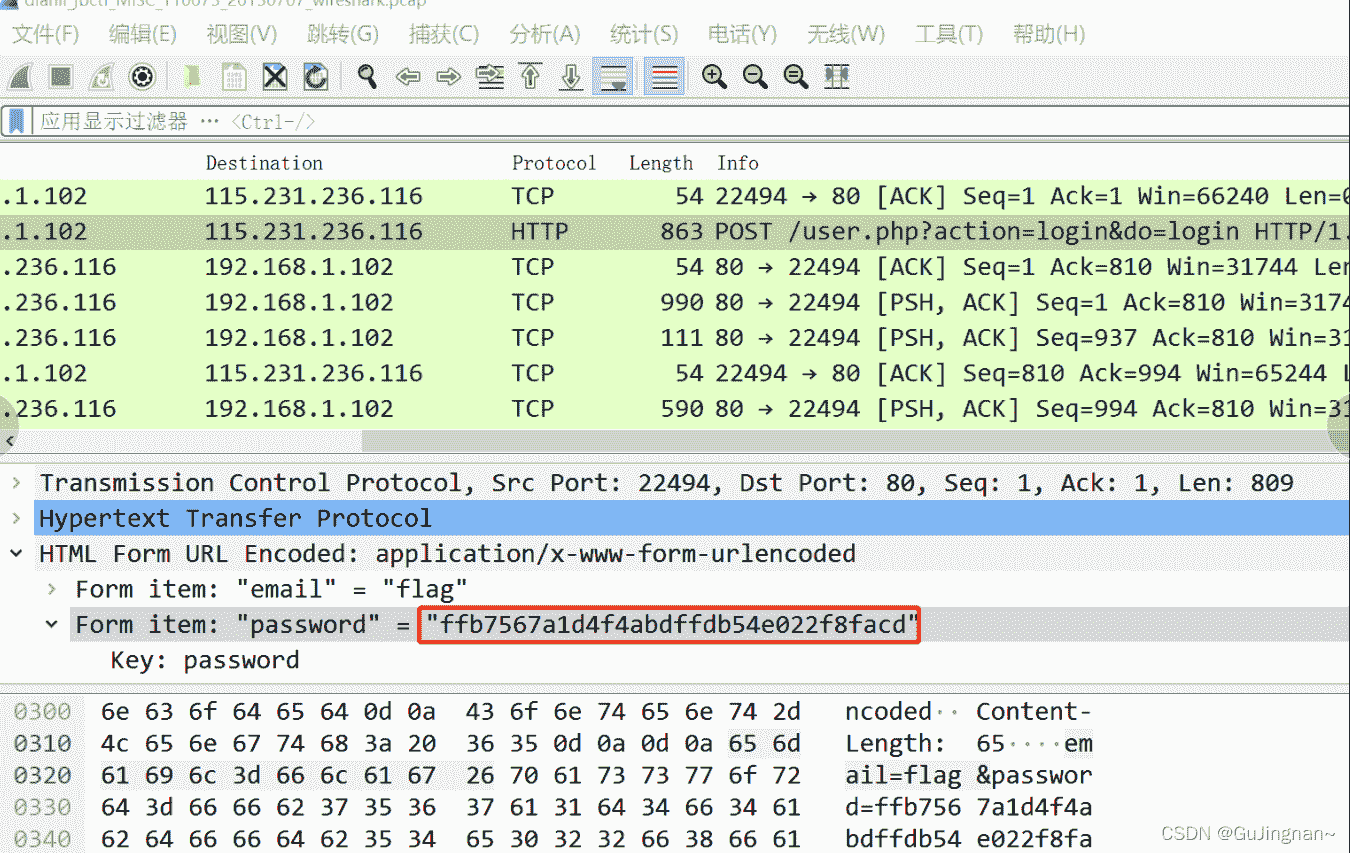 dianli_jbctf_MISC_T10075_20150707_wireshark.pcap
文件(F) 编辑(E) 视图(V) 跳转(G) 捕获(C) 分析(A) 统计(S) 电话(Y) 无线(W) 工具(T) 帮助(H)
应用显示过滤器 … <Ctrl-/>
Destination Protocol Length Info
.1.102 115.231.236.116 TCP 54 22494 → 80 [ACK] Seq=1 Ack=1 Win=66240 Len=0
.1.102 115.231.236.116 HTTP 863 POST /user.php?action=login&do=login HTTP/1.
.236.116 192.168.1.102 TCP 54 80 → 22494 [ACK] Seq=1 Ack=810 Win=31744 Len
.236.116 192.168.1.102 TCP 990 80 → 22494 [PSH, ACK] Seq=1 Ack=810 Win=3174
.236.116 192.168.1.102 TCP 111 80 → 22494 [PSH, ACK] Seq=937 Ack=810 Win=31
.1.102 115.231.236.116 TCP 54 22494 → 80 [ACK] Seq=810 Ack=994 Win=65244 L
.236.116 192.168.1.102 TCP 590 80 → 22494 [PSH, ACK] Seq=994 Ack=810 Win=31
Transmission Control Protocol, Src Port: 22494, Dst Port: 80, Seq: 1, Ack: 1, Len: 809
Hypertext Transfer Protocol
HTML Form URL Encoded: application/x-www-form-urlencoded
Form item: "email" = "flag"
Form item: "password" = "ffb7567a1d4f4abdffdb54e022f8facd"
Key: password
0300 6e 63 6f 64 65 64 0d 0a 43 6f 6e 74 65 6e 74 2d ncoded·· Content-
0310 4c 65 6e 67 74 68 3a 20 36 35 0d 0a 0d 0a 65 6d Length: 65····em
0320 61 69 6c 3d 66 6c 61 67 26 70 61 73 73 77 6f 72 ail=flag &passwor
0330 64 3d 66 66 62 37 35 36 37 61 31 64 34 66 34 61 d=ffb756 7a1d4f4a
0340 62 64 66 66 64 62 35 34 65 30 32 32 66 38 66 61 bdffdb54 e022f8fa
CSDN @GuJingnan~